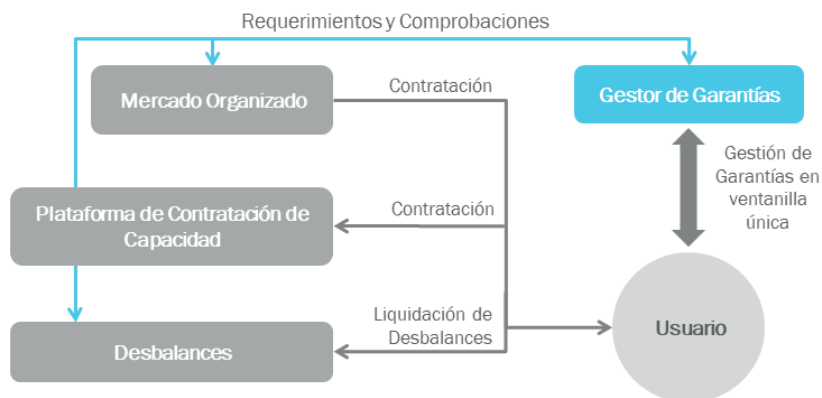 Requerimientos y Comprobaciones
Mercado Organizado
Contratación
Gestor de Garantías
Gestión de
Garantías en
ventanilla
única
Plataforma de Contratación de
Capacidad
Contratación
Liquidación de
Desbalances
Desbalances
Usuario